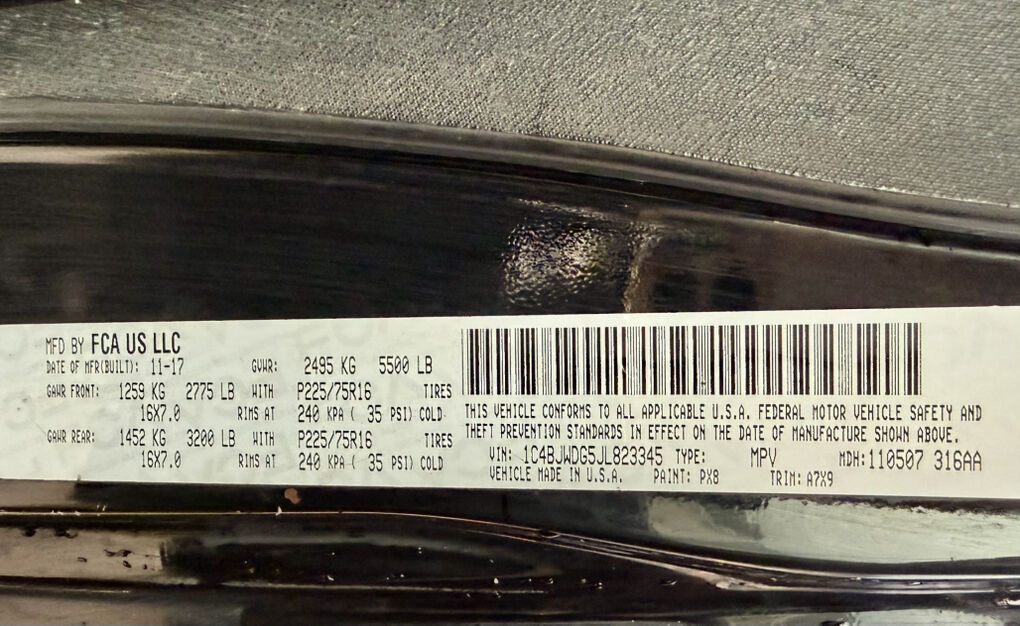 MFD BY FCA US LLC
DATE OF MFR(BUILT): 11-17 GVWR: 2495 KG 5500 LB
GAWR FRONT: 1259 KG 2775 LB WITH P225/75R16 TIRES
16X7.0 RIMS AT 240 KPA ( 35 PSI) COLD
GAWR REAR: 1452 KG 3200 LB WITH P225/75R16 TIRES
16X7.0 RIMS AT 240 KPA ( 35 PSI) COLD
THIS VEHICLE CONFORMS TO ALL APPLICABLE U.S.A. FEDERAL MOTOR VEHICLE SAFETY AND
THEFT PREVENTION STANDARDS IN EFFECT ON THE DATE OF MANUFACTURE SHOWN ABOVE.
VIN: 1C4BJWDG5JL823345 TYPE: MPV MDH:110507 316AA
VEHICLE MADE IN U.S.A. PAINT: PX8 TRIM: A7X9